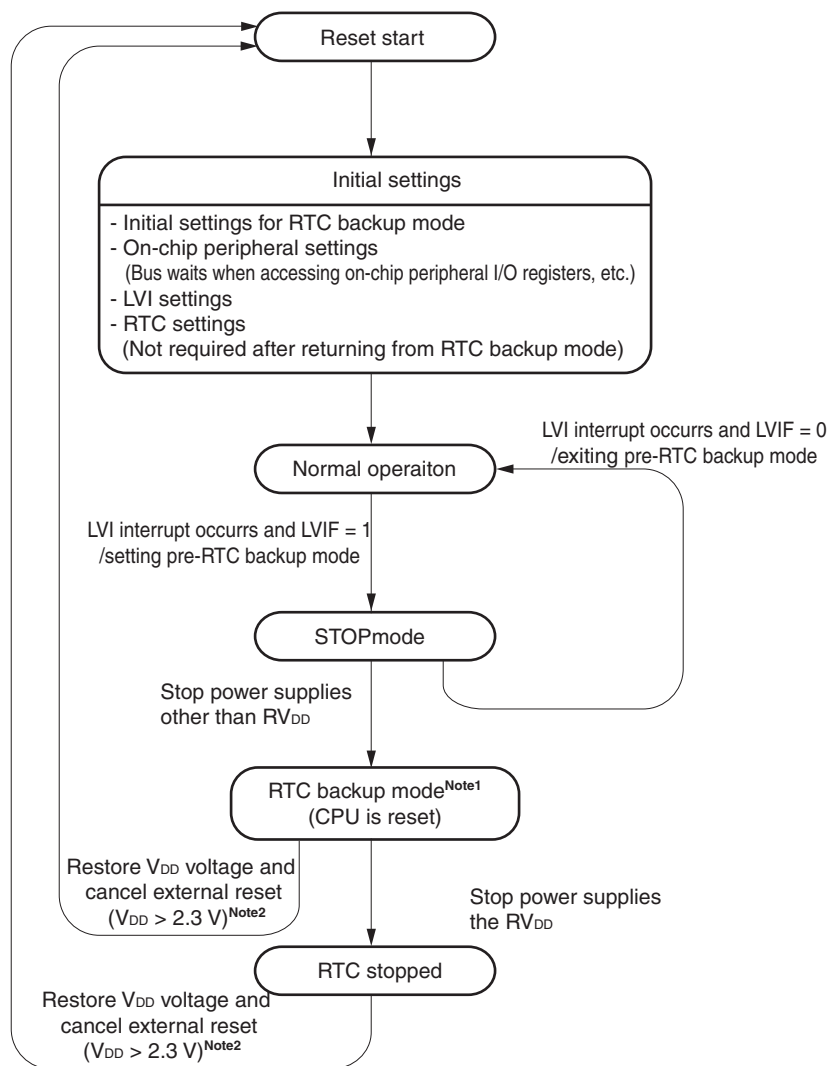 Reset start
Initial settings
- Initial settings for RTC backup mode
- On-chip peripheral settings
(Bus waits when accessing on-chip peripheral I/O registers, etc.)
- LVI settings
- RTC settings
(Not required after returning from RTC backup mode)
LVI interrupt occurrs and LVIF = 0
/exiting pre-RTC backup mode
Normal operaiton
LVI interrupt occurrs and LVIF = 1
/setting pre-RTC backup mode
STOPmode
Stop power supplies
other than RVDD
RTC backup modeNote1
(CPU is reset)
Restore VDD voltage and
cancel external reset
(VDD > 2.3 V)Note2
Stop power supplies
the RVDD
RTC stopped
Restore VDD voltage and
cancel external reset
(VDD > 2.3 V)Note2